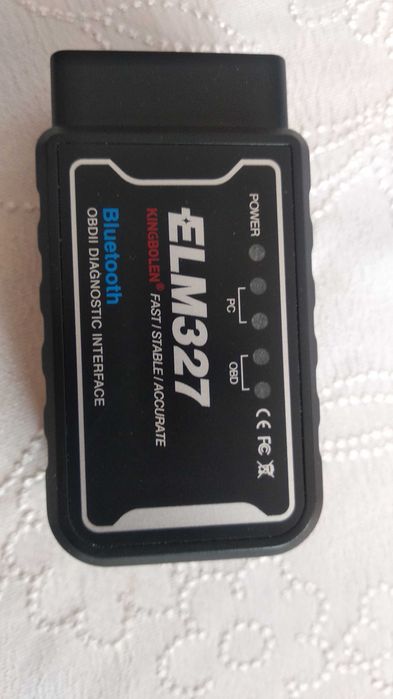 POWER
PC
OBD
CE FC
ELM327
KINGBOLEN® FAST/STABLE/ACCURATE
Bluetooth
OBDII DIAGNOSTIC INTERFACE